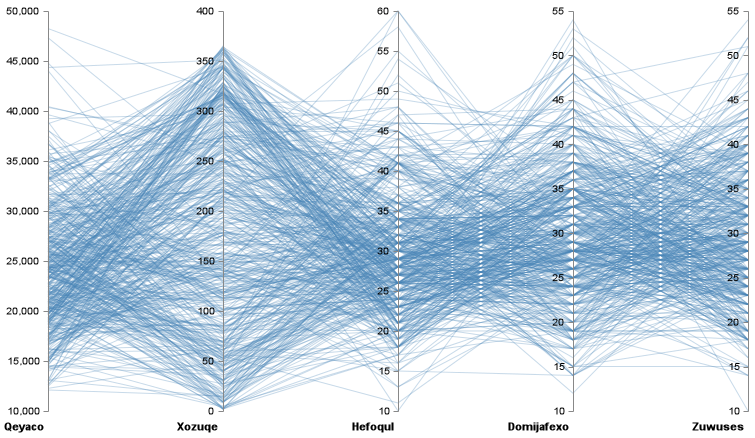 50,000 400 60 55 55
45,000 350 55 50 50
40,000 300 50 45 45
35,000 250 45 40 40
30,000 200 40 35 35
25,000 150 35 30 30
20,000 100 30 25 25
15,000 50 25 20 20
10,000 0 20 15 15
15 10 10
10
Qeyaco Xozuqe Hefoqul Domijafexo Zuwuses